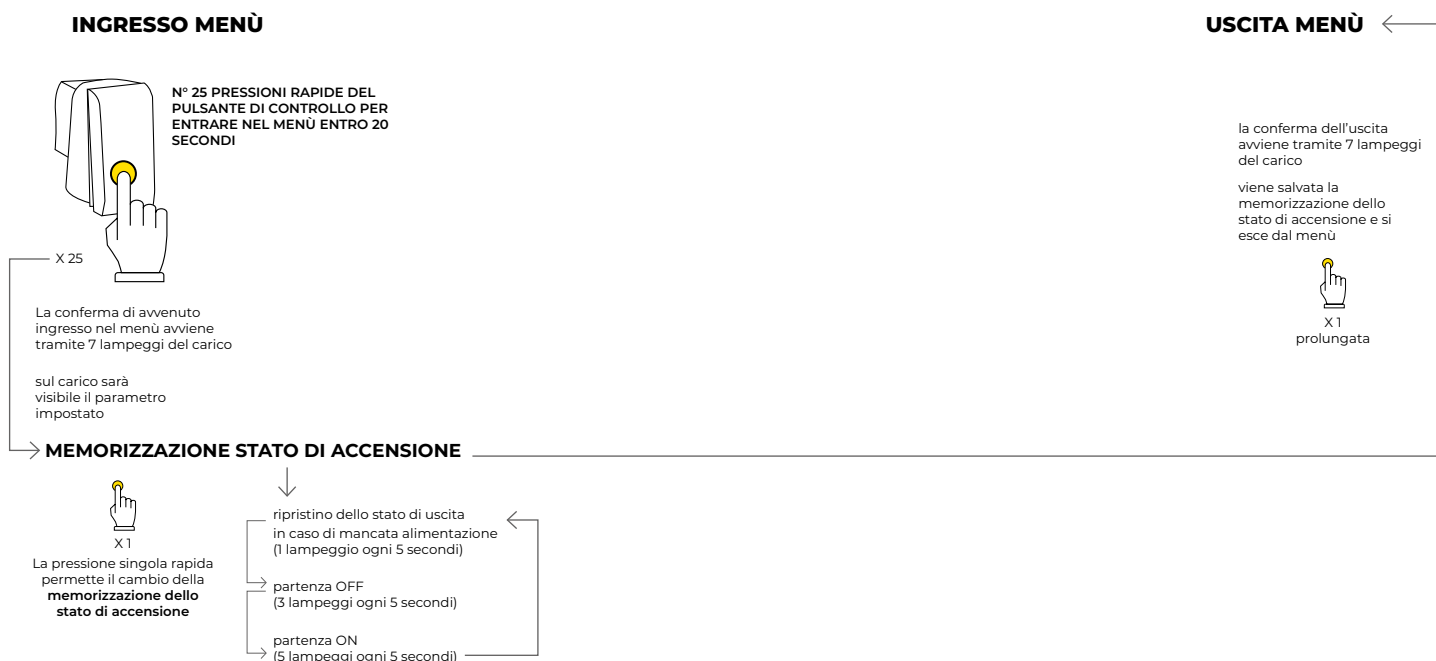 INGRESSO MENÙ
USCITA MENÙ
N° 25 PRESSIONI RAPIDE DEL
PULSANTE DI CONTROLLO PER
ENTRARE NEL MENÙ ENTRO 20
SECONDI
X 25
La conferma di avvenuto
ingresso nel menù avviene
tramite 7 lampeggi del carico
sul carico sarà
visibile il parametro
impostato
la conferma dell'uscita
avviene tramite 7 lampeggi
del carico
viene salvata la
memorizzazione dello
stato di accensione e si
esce dal menù
X 1
prolungata
MEMORIZZAZIONE STATO DI ACCENSIONE
X 1
La pressione singola rapida
permette il cambio della
memorizzazione dello
stato di accensione
ripristino dello stato di uscita
in caso di mancata alimentazione
(1 lampeggio ogni 5 secondi)
partenza OFF
(3 lampeggi ogni 5 secondi)
partenza ON
(5 lampeggi ogni 5 secondi)